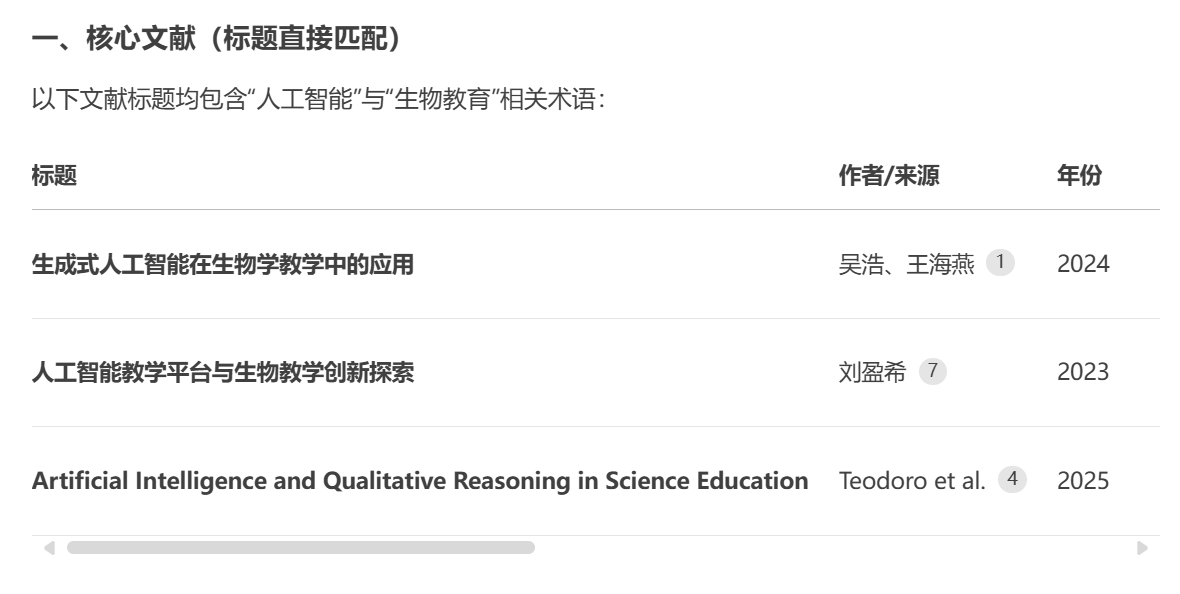 一、核心文献（标题直接匹配）
以下文献标题均包含“人工智能”与“生物教育”相关术语：
标题 作者/来源 年份
生成式人工智能在生物学教学中的应用 吴浩、王海燕 1 2024
人工智能教学平台与生物教学创新探索 刘盈希 7 2023
Artificial Intelligence and Qualitative Reasoning in Science Education Teodoro et al. 4 2025